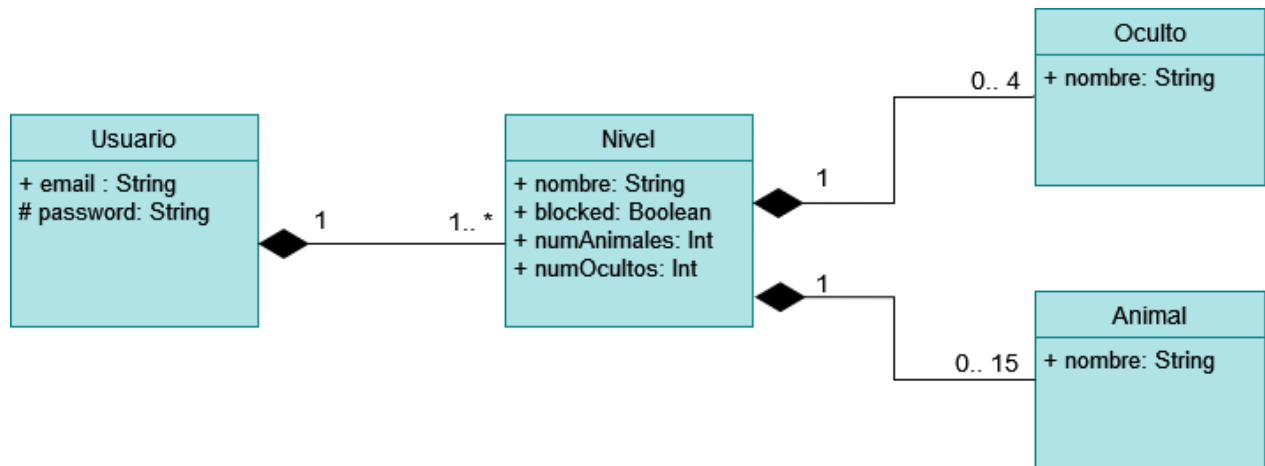 Usuario
+ email : String
# password: String
1
1.. *
Nivel
+ nombre: String
+ blocked: Boolean
+ numAnimales: Int
+ numOcultos: Int
1
0.. 4
Oculto
+ nombre: String
1
0.. 15
Animal
+ nombre: String